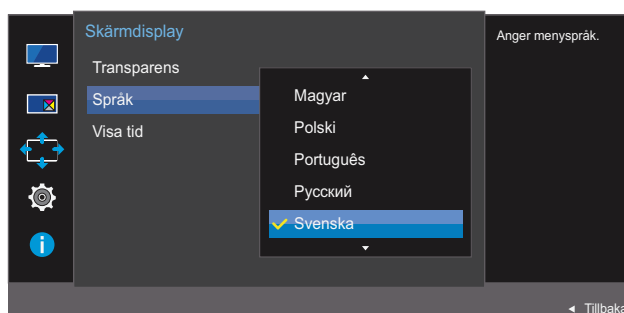 Skärmdisplay
Anger menyspråk.
Transparens
Språk
Visa tid
Magyar
Polski
Português
Русский
Svenska
Tillbaka